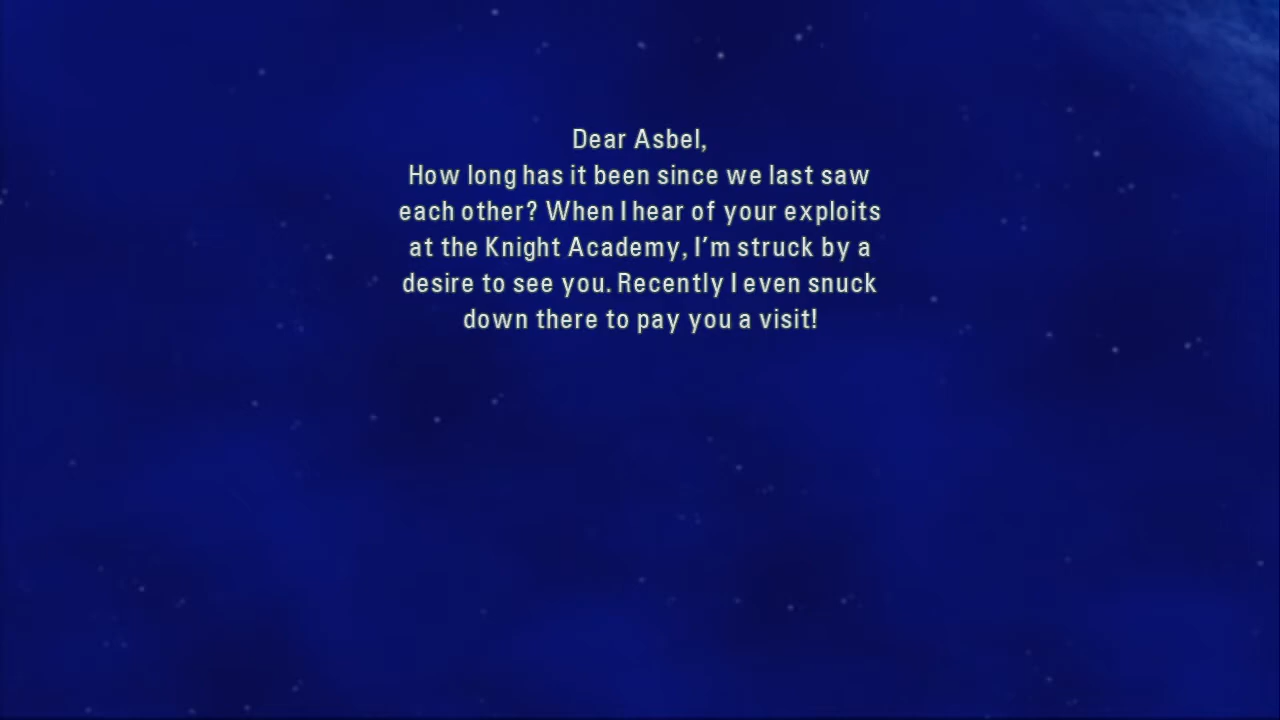 Dear Asbel,
How long has it been since we last saw
each other? When I hear of your exploits
at the Knight Academy, I'm struck by a
desire to see you. Recently I even snuck
down there to pay you a visit!